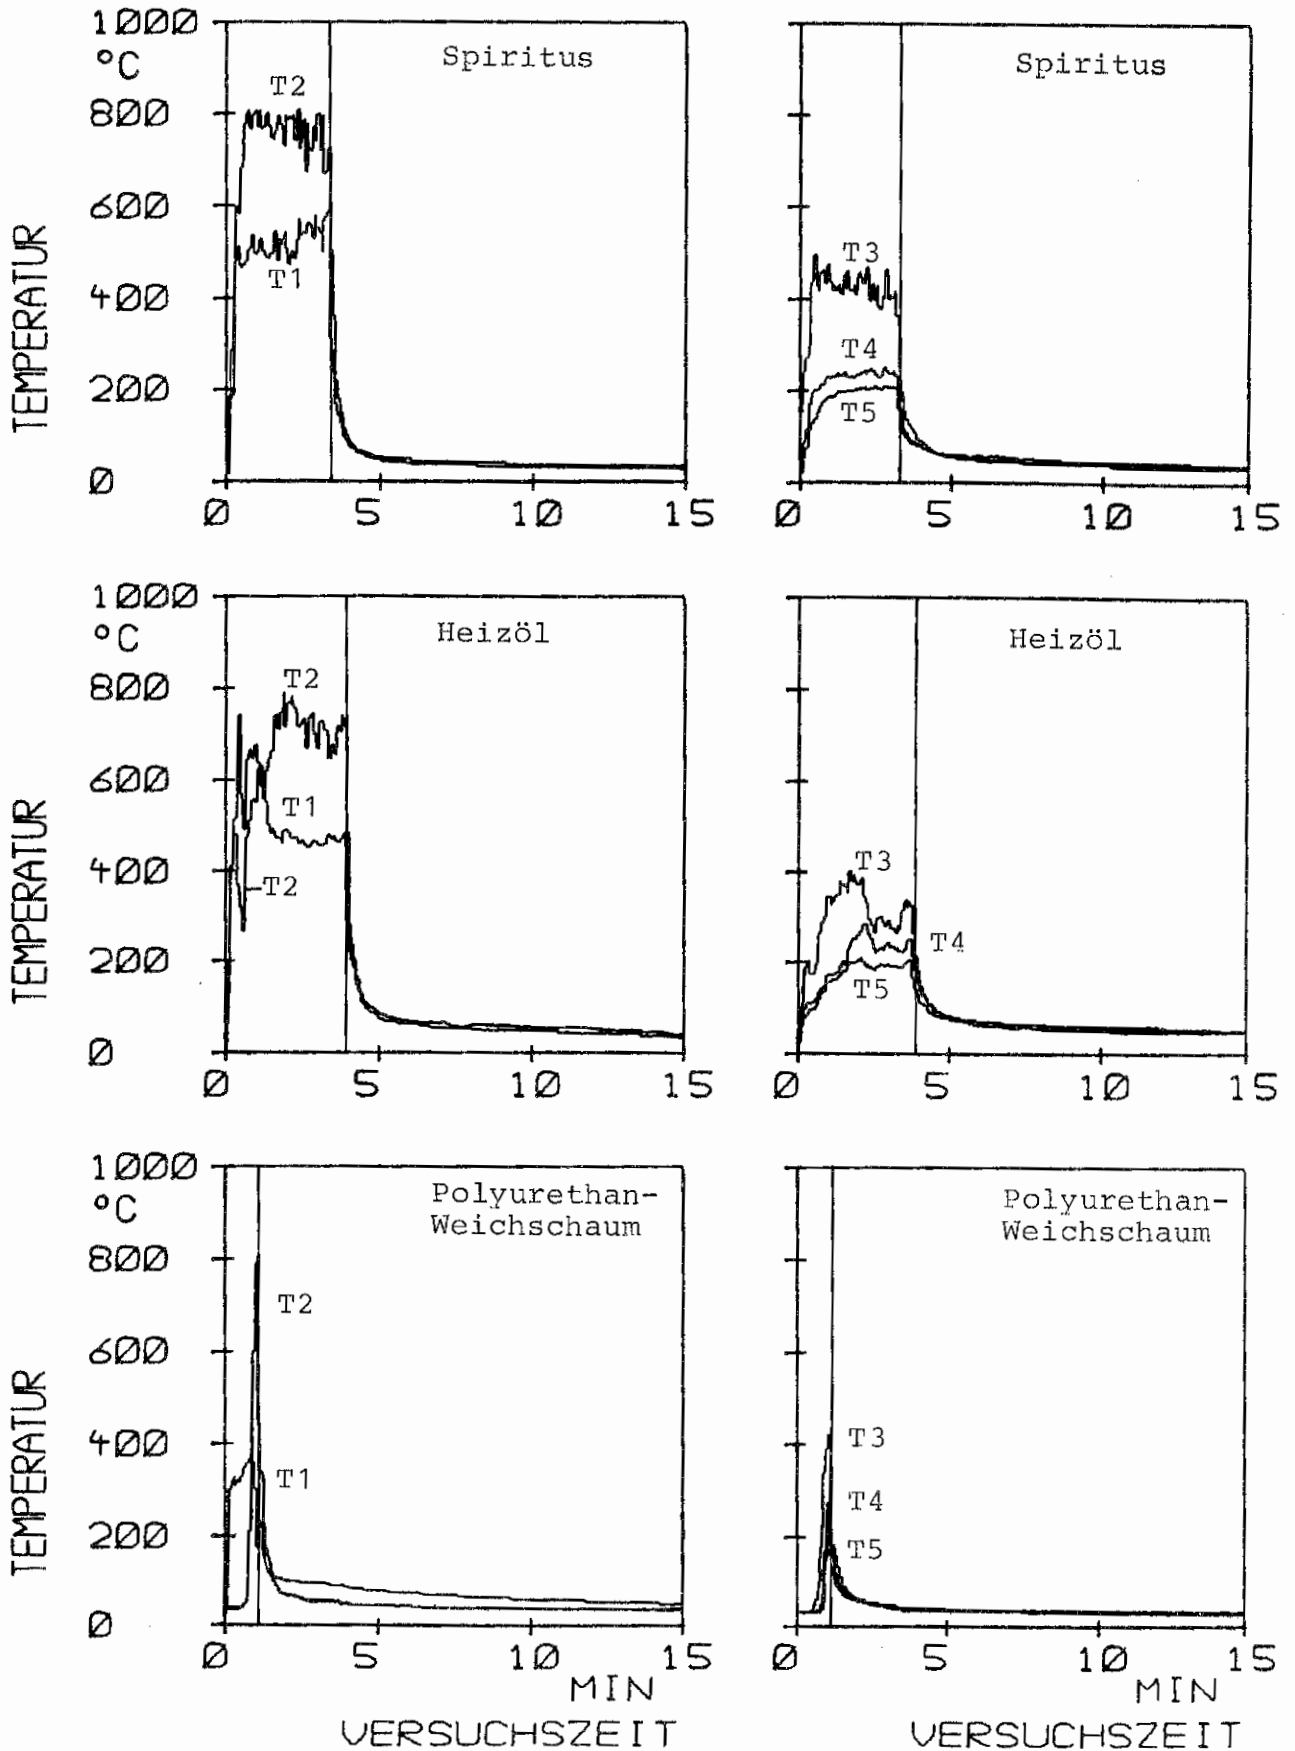 1000
°C
800
600
400
200
0
TEMPERATUR
Spiritus
T2
T1
0 5 10 15
Spiritus
T3
T4
T5
0 5 10 15
1000
°C
800
600
400
200
0
TEMPERATUR
Heizöl
T2
T1
T2
0 5 10 15
Heizöl
T3
T4
T5
0 5 10 15
1000
°C
800
600
400
200
0
TEMPERATUR
Polyurethan-
Weichschaum
T2
T1
0 5 10 15
MIN
VERSUCHSZEIT
Polyurethan-
Weichschaum
T3
T4
T5
0 5 10 15
MIN
VERSUCHSZEIT